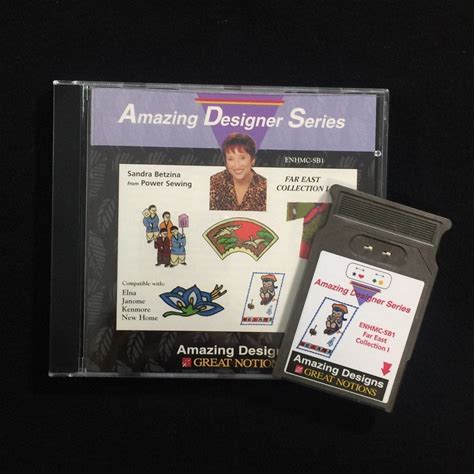 Amazing Designer Series
ENHMC-SB1
Sandra Betzina
from Power Sewing
FAR EAST
COLLECTION I
Compatible with:
Elna
Janome
Kenmore
New Home
Amazing Designs
GREAT NOTIONS
Amazing Designer Series
ENHMC-SB1
Far East
Collection I
Amazing Designs
GREAT NOTIONS